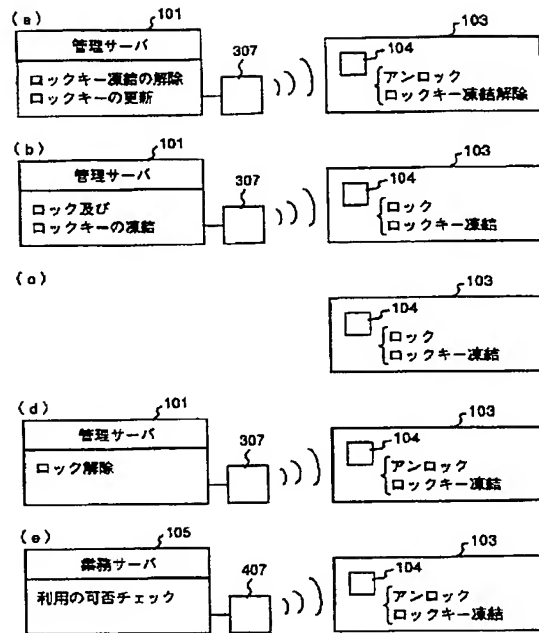 (a)
101
管理サーバ
ロックキー凍結の解除
ロックキーの更新
307
103
104
アンロック
ロックキー凍結解除
(b)
101
管理サーバ
ロック及び
ロックキーの凍結
307
103
104
ロック
ロックキー凍結
(c)
103
104
ロック
ロックキー凍結
(d)
101
管理サーバ
ロック解除
307
103
104
アンロック
ロックキー凍結
(e)
105
業務サーバ
利用の可否チェック
407
103
104
アンロック
ロックキー凍結